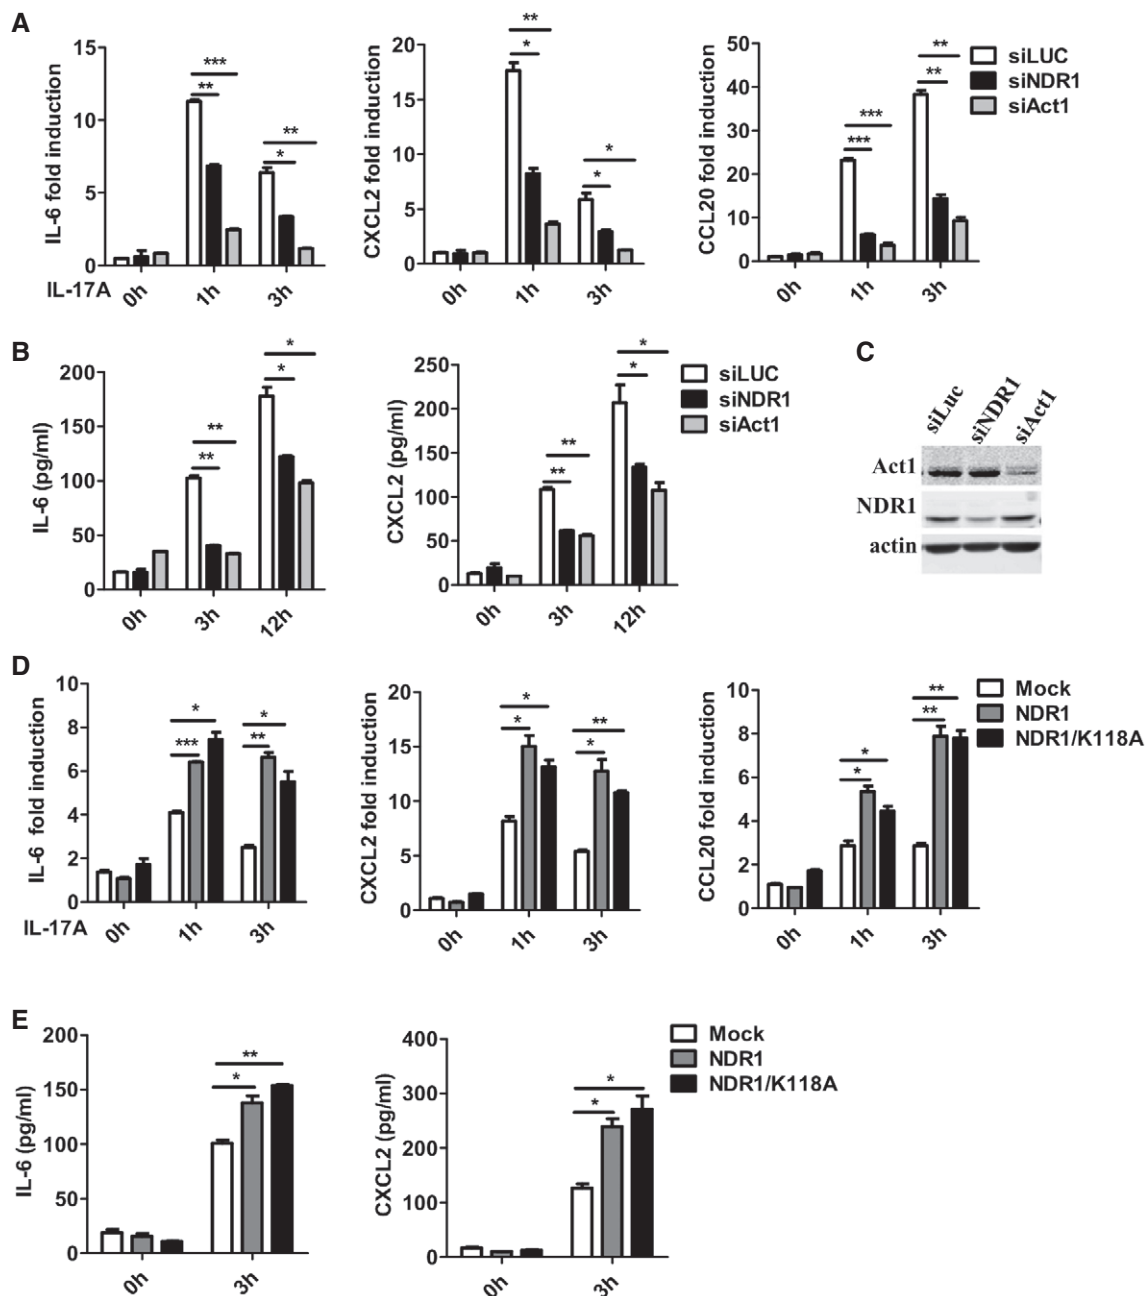 A
IL-6 fold induction
15
10
5
0
***
**
**
*
IL-17A
0h
1h
3h
CXCL2 fold induction
20
15
10
5
0
**
*
*
*
0h
1h
3h
CCL20 fold induction
50
40
30
20
10
0
***
***
**
**
0h
1h
3h
siLUC
siNDR1
siAct1
B
IL-6 (pg/ml)
200
150
100
50
0
**
**
*
*
0h
3h
12h
CXCL2 (pg/ml)
250
200
150
100
50
0
**
**
*
*
0h
3h
12h
siLUC
siNDR1
siAct1
C
siLuc
siNDR1
siAct1
Act1
NDR1
actin
D
IL-6 fold induction
10
8
6
4
2
0
*
***
*
**
IL-17A
0h
1h
3h
CXCL2 fold induction
20
15
10
5
0
*
*
**
*
0h
1h
3h
CCL20 fold induction
10
8
6
4
2
0
*
*
**
**
0h
1h
3h
Mock
NDR1
NDR1/K118A
E
IL-6 (pg/ml)
200
150
100
50
0
**
*
0h
3h
CXCL2 (pg/ml)
400
300
200
100
0
*
*
0h
3h
Mock
NDR1
NDR1/K118A